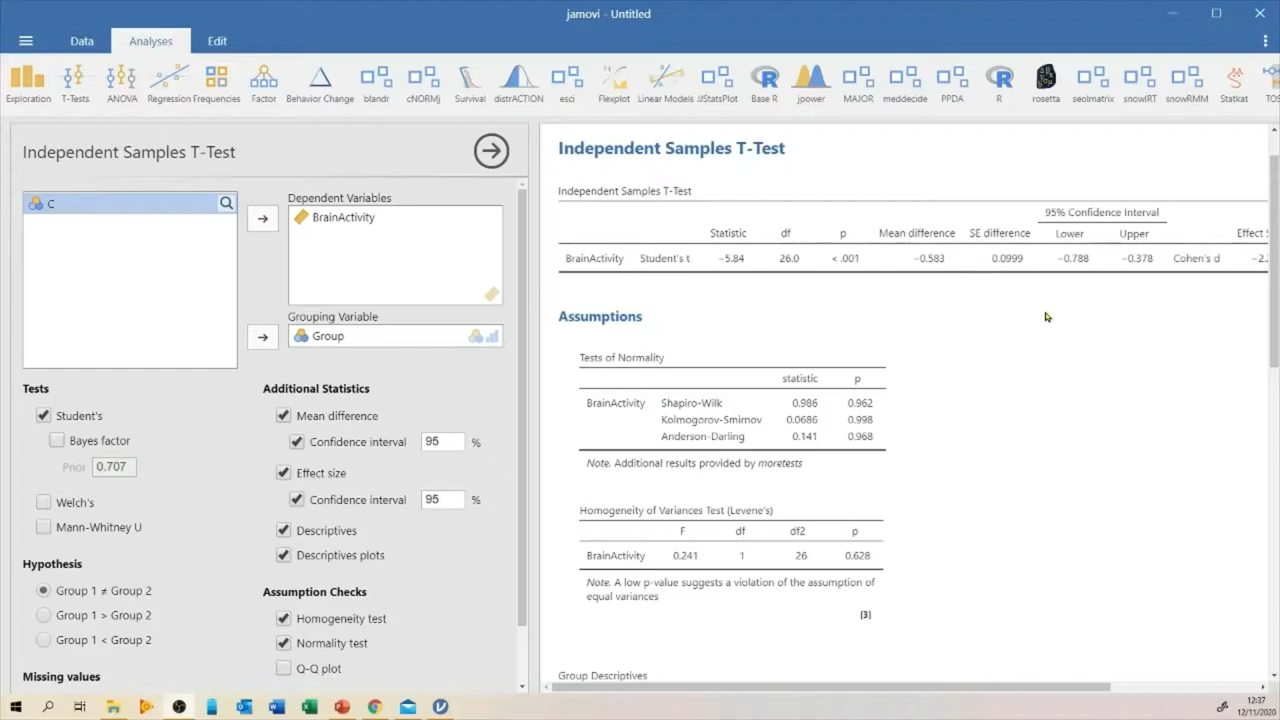 jamovi - Untitled
Data Analyses Edit
Exploration T-Tests ANOVA Regression Frequencies Factor Behavior Change blandr cNORMj Survival distrACTION esci Flexplot Linear Models JJStatsPlot Base R jpower MAJOR meddecide PPDA R rosetta seolmatrix snowIRT snowRMM Statkat TOS
Independent Samples T-Test
C
Dependent Variables
BrainActivity
Grouping Variable
Group
Tests
Student's
Bayes factor
Prior 0.707
Welch's
Mann-Whitney U
Hypothesis
Group 1 ≠ Group 2
Group 1 > Group 2
Group 1 < Group 2
Missing values
Additional Statistics
Mean difference
Confidence interval 95 %
Effect size
Confidence interval 95 %
Descriptives
Descriptives plots
Assumption Checks
Homogeneity test
Normality test
Q-Q plot
Independent Samples T-Test
Independent Samples T-Test
95% Confidence Interval
Statistic df p Mean difference SE difference Lower Upper Effect S
BrainActivity Student's t −5.84 26.0 < .001 −0.583 0.0999 −0.788 −0.378 Cohen's d −2.
Assumptions
Tests of Normality
statistic p
BrainActivity Shapiro-Wilk 0.986 0.962
Kolmogorov-Smirnov 0.0686 0.998
Anderson-Darling 0.141 0.968
Note. Additional results provided by moretests
Homogeneity of Variances Test (Levene's)
F df df2 p
BrainActivity 0.241 1 26 0.628
Note. A low p-value suggests a violation of the assumption of
equal variances
[3]
Group Descriptives
12:37
12/11/2020